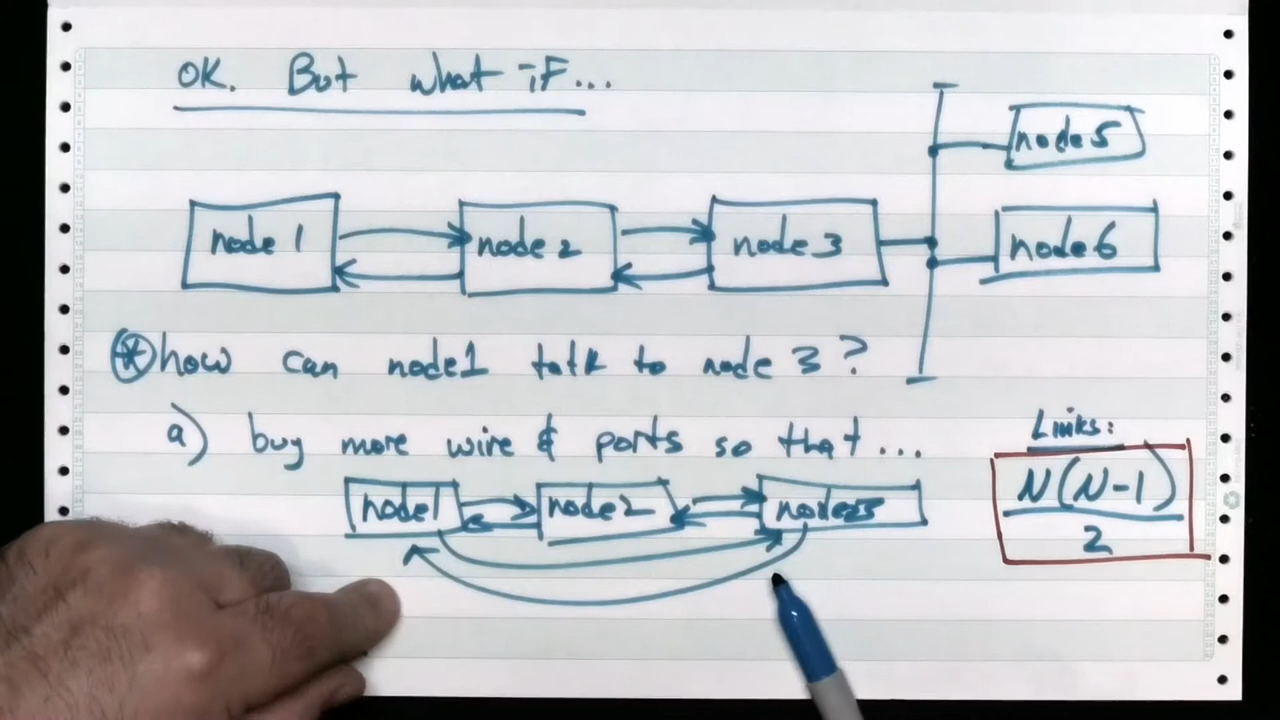 OK. But what if...
node 5
node 1
node 2
node 3
node 6
⊛ how can node1 talk to node 3?
a) buy more wire & ports so that...
Links:
node1
node2
N(N-1)
2